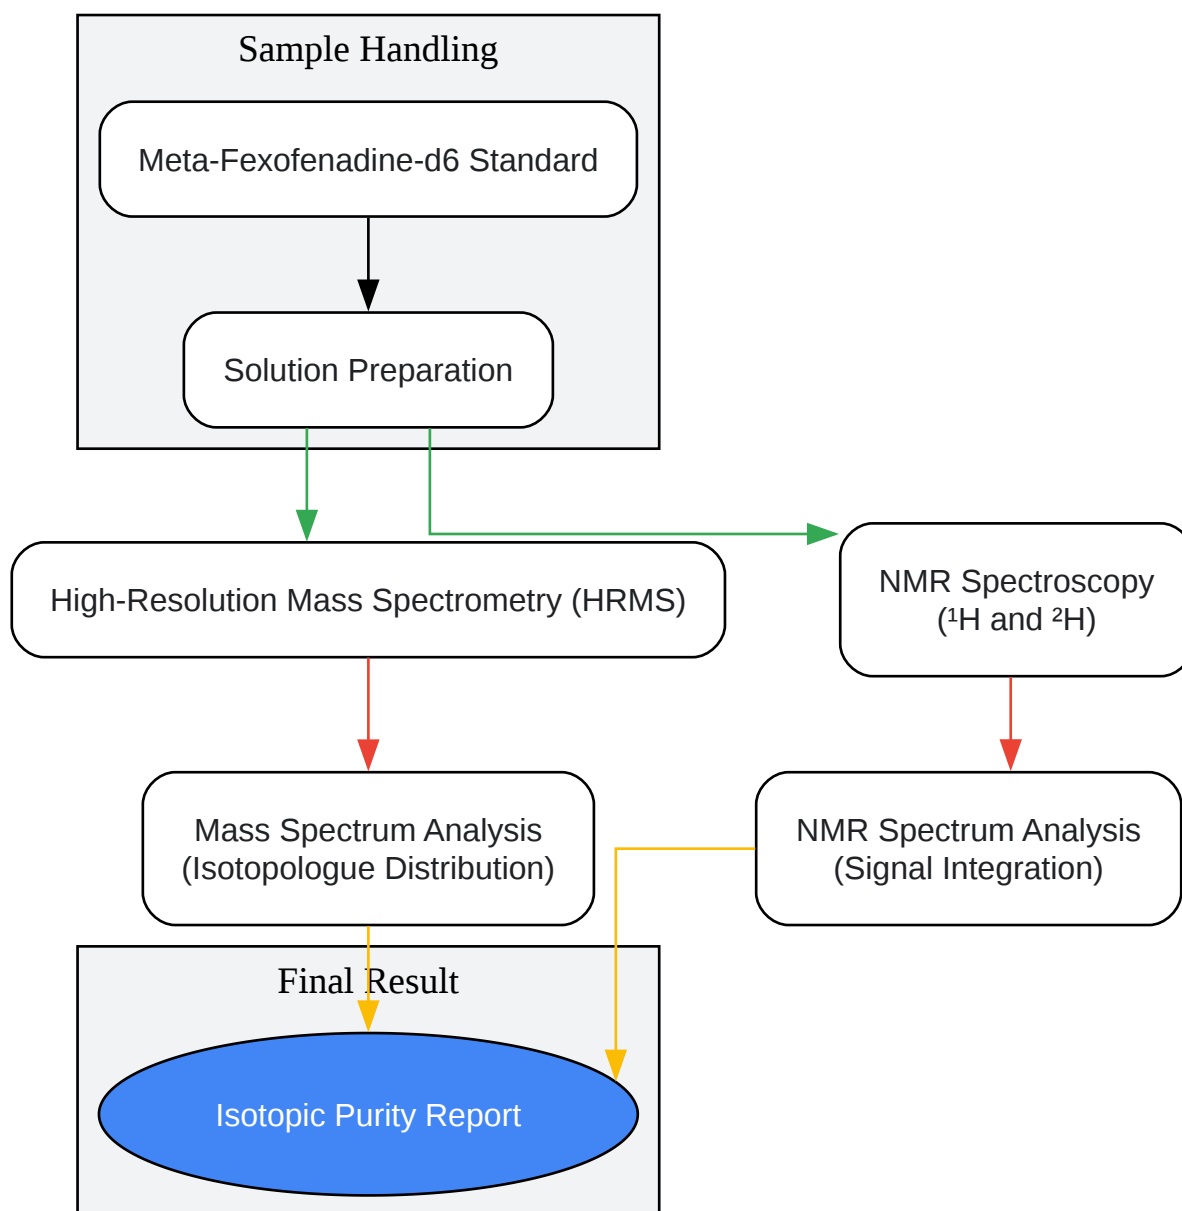 Sample Handling
Meta-Fexofenadine-d6 Standard
Solution Preparation
High-Resolution Mass Spectrometry (HRMS)
NMR Spectroscopy
(¹H and ²H)
Mass Spectrum Analysis
(Isotopologue Distribution)
NMR Spectrum Analysis
(Signal Integration)
Final Result
Isotopic Purity Report